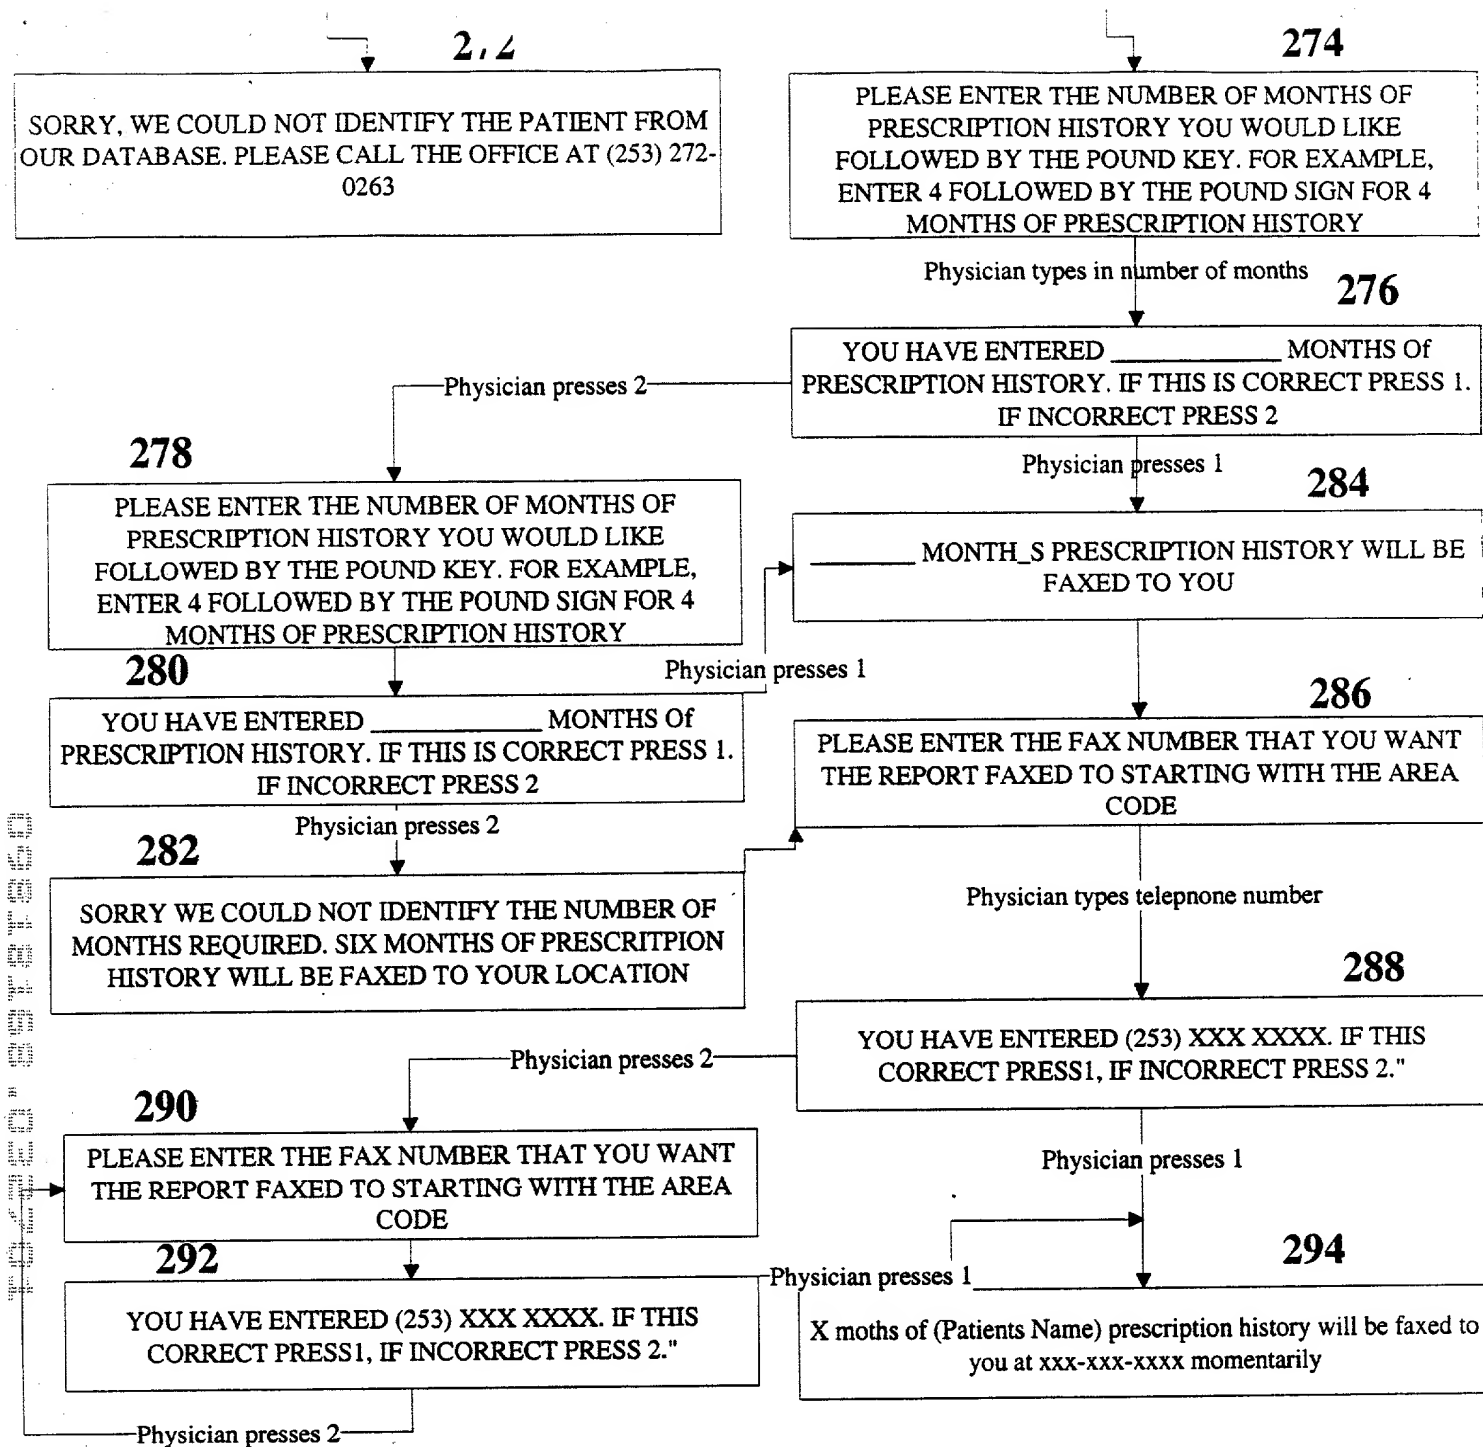 274
SORRY, WE COULD NOT IDENTIFY THE PATIENT FROM
OUR DATABASE. PLEASE CALL THE OFFICE AT (253) 272-
0263
PLEASE ENTER THE NUMBER OF MONTHS OF
PRESCRIPTION HISTORY YOU WOULD LIKE
FOLLOWED BY THE POUND KEY. FOR EXAMPLE,
ENTER 4 FOLLOWED BY THE POUND SIGN FOR 4
MONTHS OF PRESCRIPTION HISTORY
Physician types in number of months
276
YOU HAVE ENTERED _____________ MONTHS Of
PRESCRIPTION HISTORY. IF THIS IS CORRECT PRESS 1.
IF INCORRECT PRESS 2
Physician presses 2
Physician presses 1
278
PLEASE ENTER THE NUMBER OF MONTHS OF
PRESCRIPTION HISTORY YOU WOULD LIKE
FOLLOWED BY THE POUND KEY. FOR EXAMPLE,
ENTER 4 FOLLOWED BY THE POUND SIGN FOR 4
MONTHS OF PRESCRIPTION HISTORY
284
________ MONTH_S PRESCRIPTION HISTORY WILL BE
FAXED TO YOU
280
Physician presses 1
YOU HAVE ENTERED _____________ MONTHS Of
PRESCRIPTION HISTORY. IF THIS IS CORRECT PRESS 1.
IF INCORRECT PRESS 2
Physician presses 2
286
PLEASE ENTER THE FAX NUMBER THAT YOU WANT
THE REPORT FAXED TO STARTING WITH THE AREA
CODE
282
SORRY WE COULD NOT IDENTIFY THE NUMBER OF
MONTHS REQUIRED. SIX MONTHS OF PRESCRITPION
HISTORY WILL BE FAXED TO YOUR LOCATION
Physician types telepnone number
288
YOU HAVE ENTERED (253) XXX XXXX. IF THIS
CORRECT PRESS1, IF INCORRECT PRESS 2."
Physician presses 2
290
PLEASE ENTER THE FAX NUMBER THAT YOU WANT
THE REPORT FAXED TO STARTING WITH THE AREA
CODE
Physician presses 1
292
YOU HAVE ENTERED (253) XXX XXXX. IF THIS
CORRECT PRESS1, IF INCORRECT PRESS 2."
Physician presses 1
294
X moths of (Patients Name) prescription history will be faxed to
you at xxx-xxx-xxxx momentarily
Physician presses 2